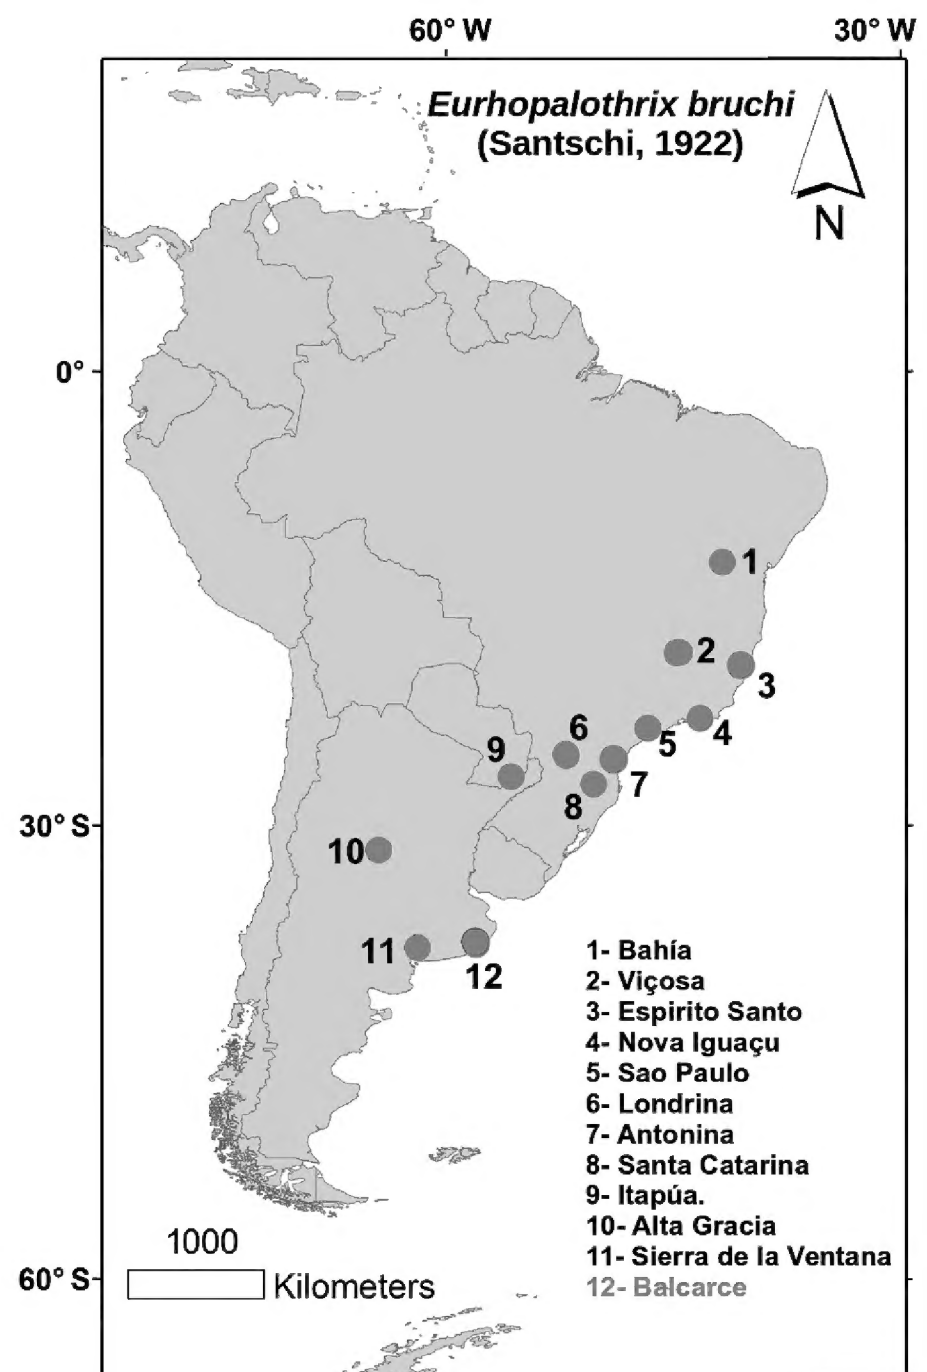 60° W
30° W
Eurhopalothrix bruchi
(Santschi, 1922)
N
0°
1
2
3
4
5
6
7
8
9
30° S
10
11
12
1- Bahía
2- Viçosa
3- Espirito Santo
4- Nova Iguaçu
5- Sao Paulo
6- Londrina
7- Antonina
8- Santa Catarina
9- Itapúa.
10- Alta Gracia
11- Sierra de la Ventana
12- Balcarce
1000
Kilometers
60° S